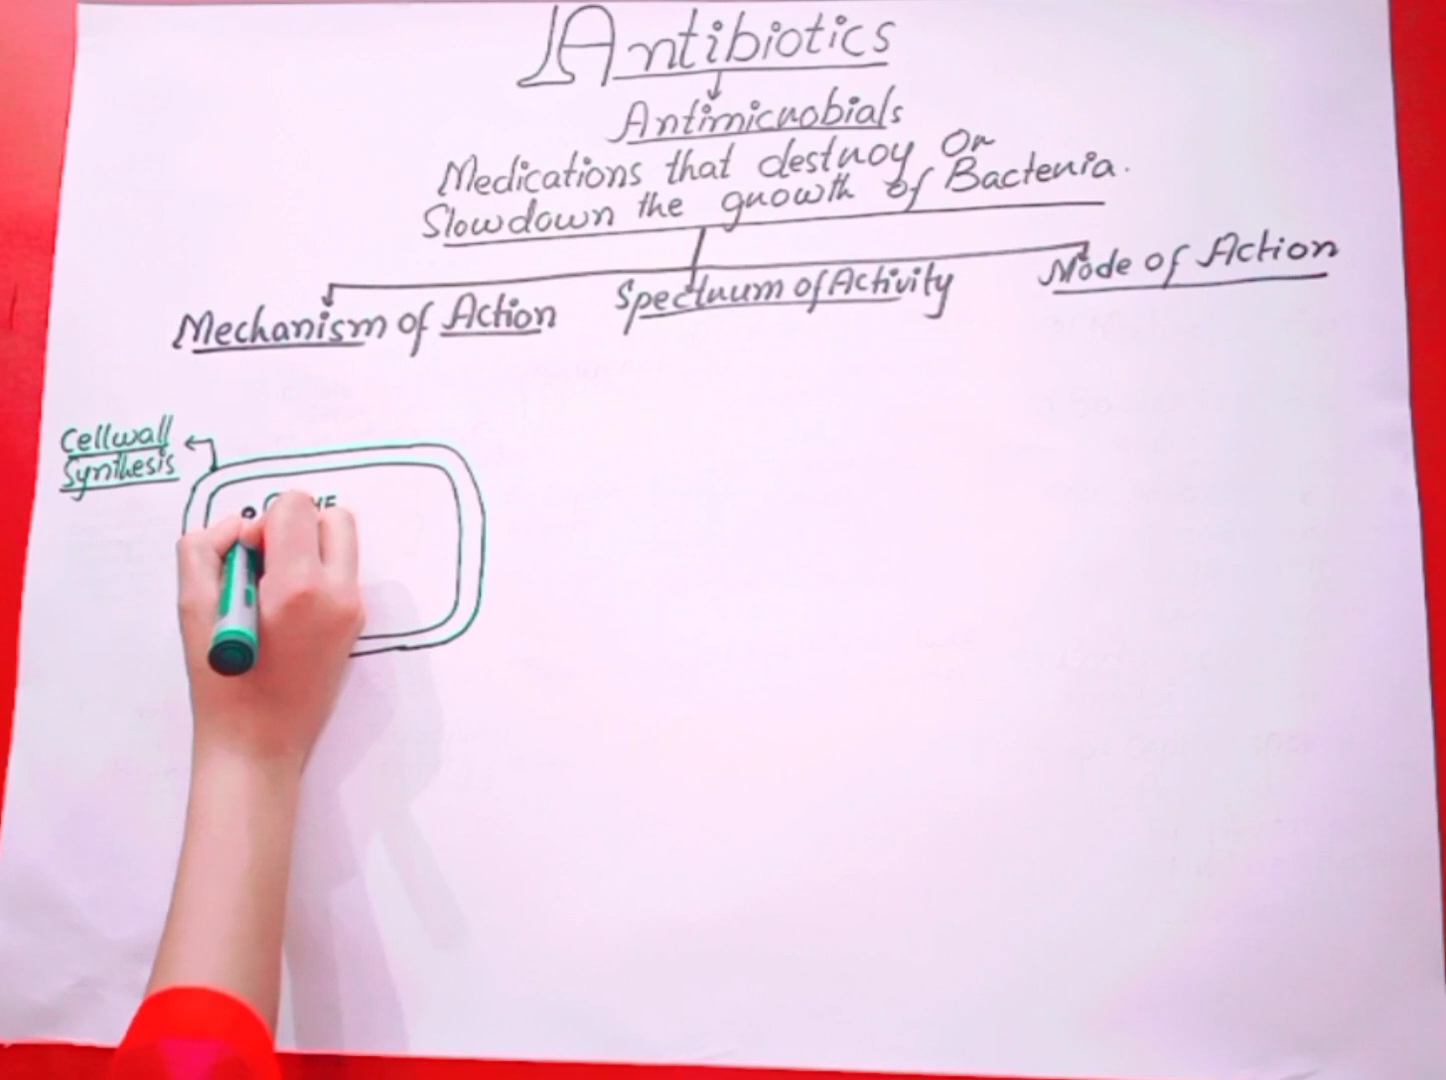 Antibiotics
Antimicrobials
Medications that destroy Or
Slowdown the growth of Bacteria.
Mechanism of Action
Spectrum of Activity
Mode of Action
Cellwall
Synthesis